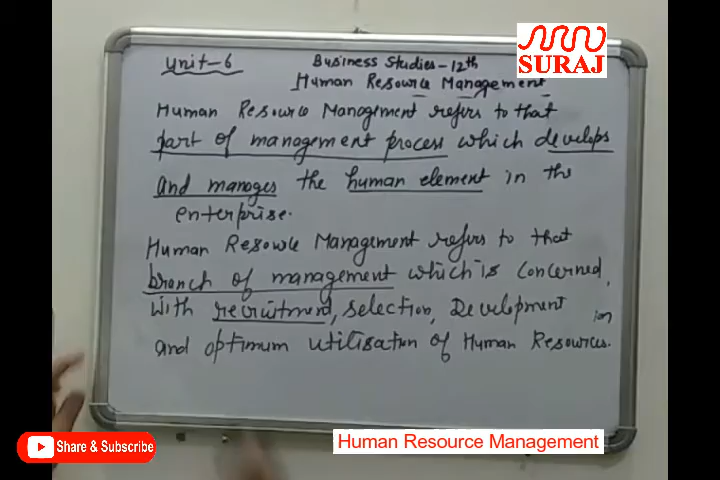 SURAJ
Unit-6
Business Studies-12th
Human Resource Management
Human Resource Management refers to that
part of management process which develops
and manages the human element in the
enterprise.
Human Resource Management refers to that
branch of management which is concerned
with recruitment, selection, Development
and optimum utilisation of Human Resources.
Share & Subscribe
Human Resource Management